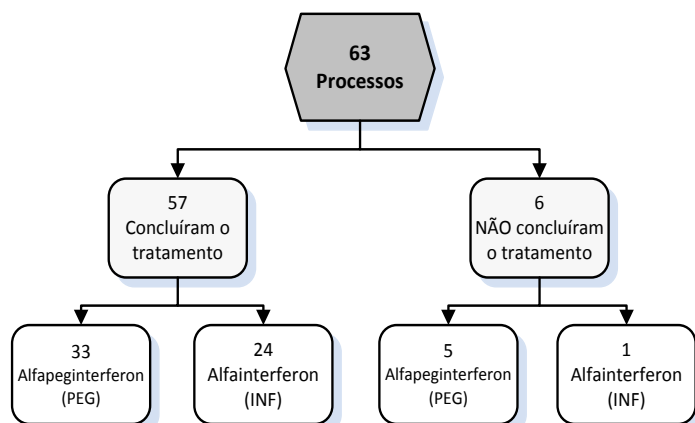 63
Processos
57
Concluíram o
tratamento
6
NÃO concluíram
o tratamento
33
Alfapeginterferon
(PEG)
24
Alfainterferon
(INF)
5
Alfapeginterferon
(PEG)
1
Alfainterferon
(INF)